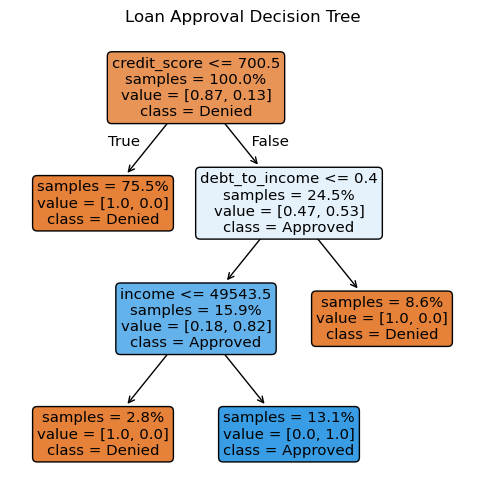 Loan Approval Decision Tree
credit_score <= 700.5
samples = 100.0%
value = [0.87, 0.13]
class = Denied
True
False
samples = 75.5%
value = [1.0, 0.0]
class = Denied
debt_to_income <= 0.4
samples = 24.5%
value = [0.47, 0.53]
class = Approved
income <= 49543.5
samples = 15.9%
value = [0.18, 0.82]
class = Approved
samples = 8.6%
value = [1.0, 0.0]
class = Denied
samples = 2.8%
value = [1.0, 0.0]
class = Denied
samples = 13.1%
value = [0.0, 1.0]
class = Approved